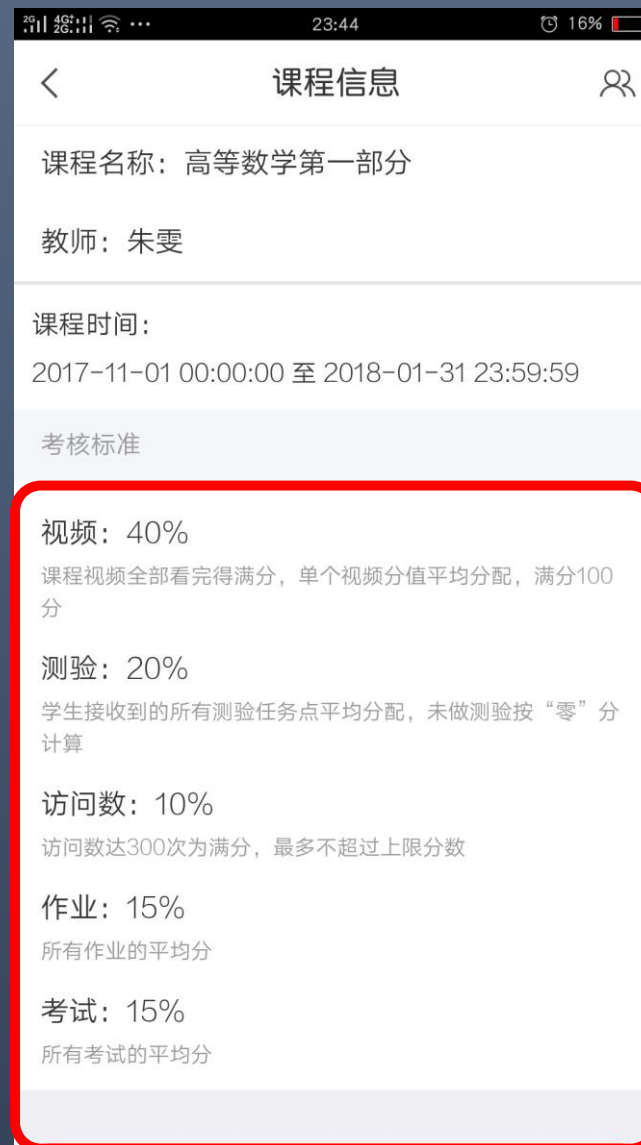 2G 4G+ 2G 23:44 16%
课程信息
课程名称：高等数学第一部分
教师：朱雯
课程时间：
2017-11-01 00:00:00 至 2018-01-31 23:59:59
考核标准
视频：40%
课程视频全部看完得满分，单个视频分值平均分配，满分100
分
测验：20%
学生接收到的所有测验任务点平均分配，未做测验按“零”分
计算
访问数：10%
访问数达300次为满分，最多不超过上限分数
作业：15%
所有作业的平均分
考试：15%
所有考试的平均分